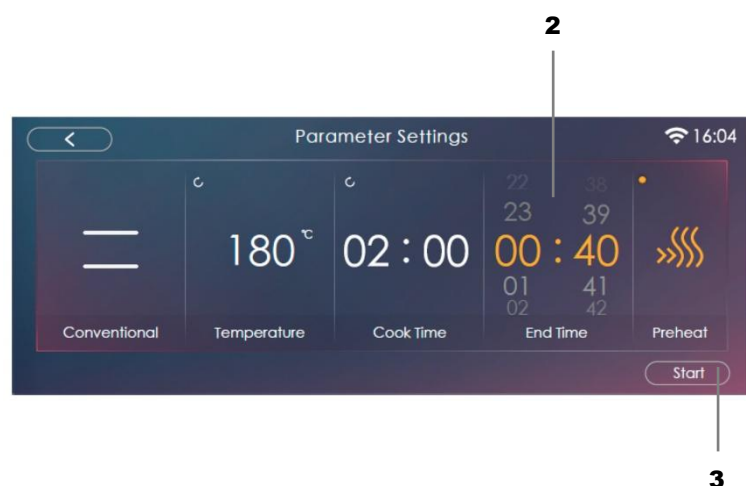 2
Parameter Settings 16:04
22 38
23 39
180 °C 02 : 00 00 : 40
01 41
02 42
Conventional Temperature Cook Time End Time Preheat
Start
3